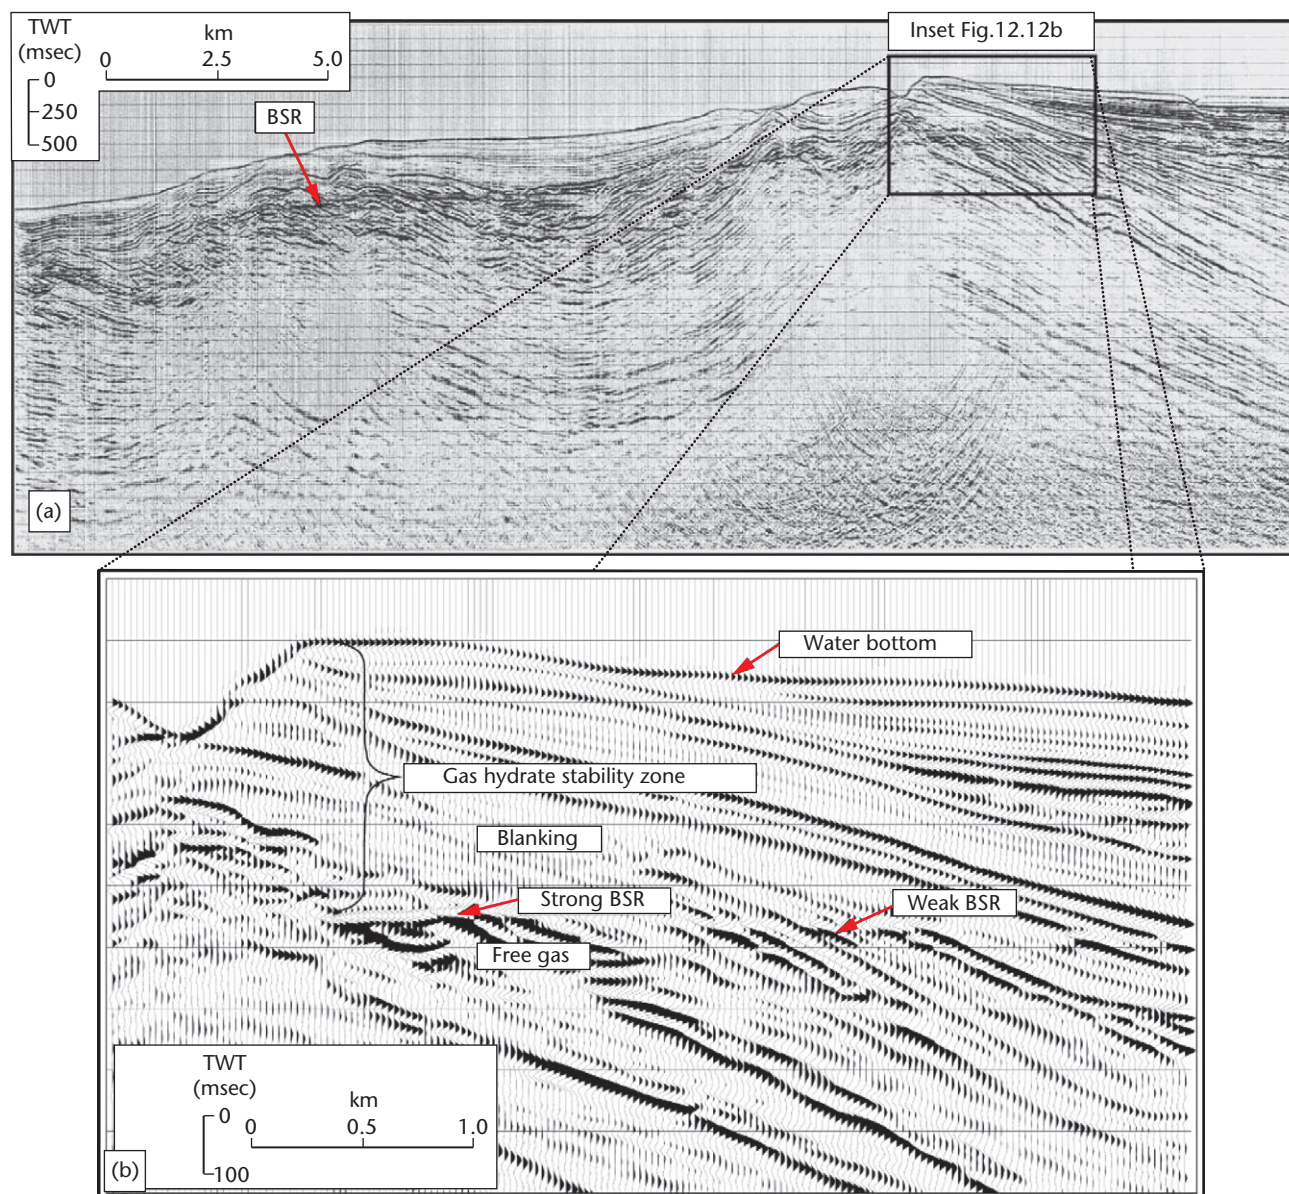 TWT
(msec)
km
0
2.5
5.0
0
250
500
Inset Fig.12.12b
BSR
(a)
Water bottom
Gas hydrate stability zone
Blanking
Strong BSR
Weak BSR
Free gas
TWT
(msec)
km
0
0
0.5
1.0
100
(b)